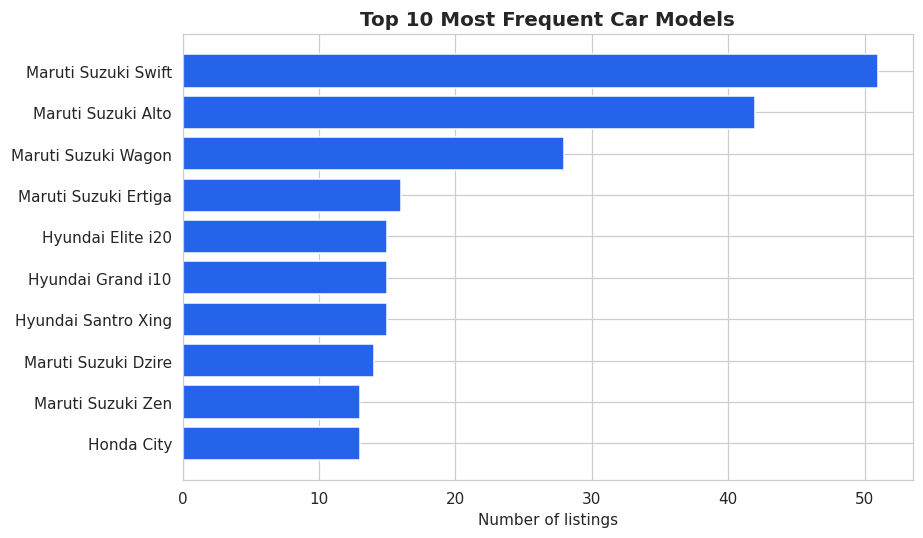 Top 10 Most Frequent Car Models
Maruti Suzuki Swift
Maruti Suzuki Alto
Maruti Suzuki Wagon
Maruti Suzuki Ertiga
Hyundai Elite i20
Hyundai Grand i10
Hyundai Santro Xing
Maruti Suzuki Dzire
Maruti Suzuki Zen
Honda City
0 10 20 30 40 50
Number of listings